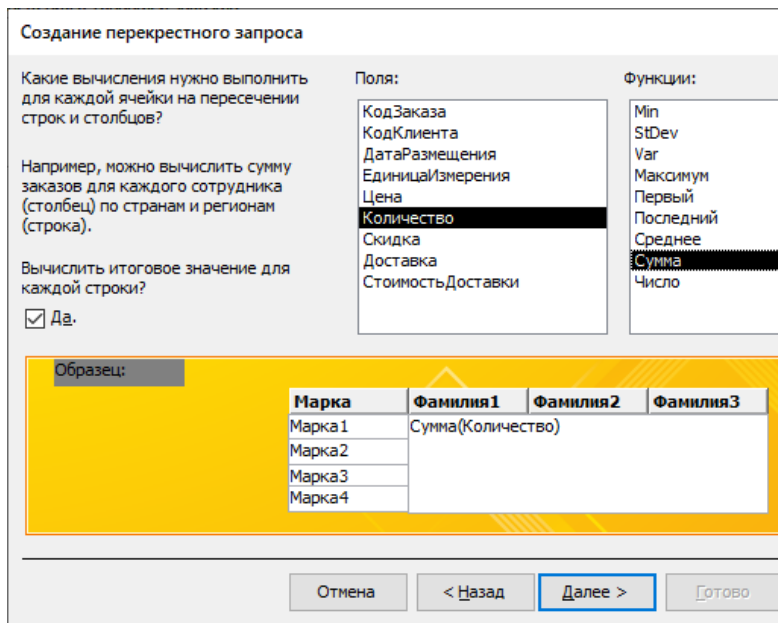 Создание перекрестного запроса
Какие вычисления нужно выполнить
для каждой ячейки на пересечении
строк и столбцов?
Например, можно вычислить сумму
заказов для каждого сотрудника
(столбец) по странам и регионам
(строка).
Вычислить итоговое значение для
каждой строки?
Да.
Поля:
КодЗаказа
КодКлиента
ДатаРазмещения
ЕдиницаИзмерения
Цена
Количество
Скидка
Доставка
СтоимостьДоставки
Функции:
Min
StDev
Var
Максимум
Первый
Последний
Среднее
Сумма
Число
Образец:
Марка Фамилия1 Фамилия2 Фамилия3
Марка1 Сумма(Количество)
Марка2
Марка3
Марка4
Отмена < Назад Далее > Готово